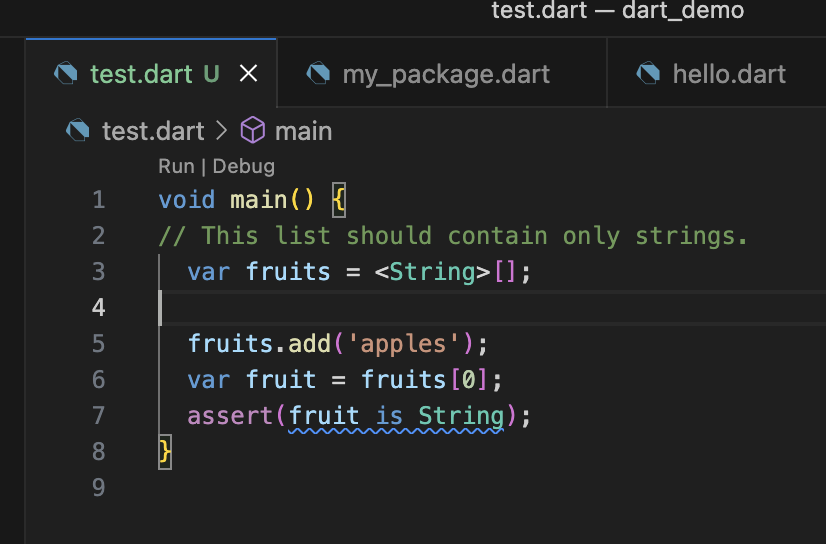 test.dart — dart_demo
test.dart U my_package.dart hello.dart
test.dart > main
Run | Debug
1 void main() {
2 // This list should contain only strings.
3 var fruits = <String>[];
4
5 fruits.add('apples');
6 var fruit = fruits[0];
7 assert(fruit is String);
8 }
9